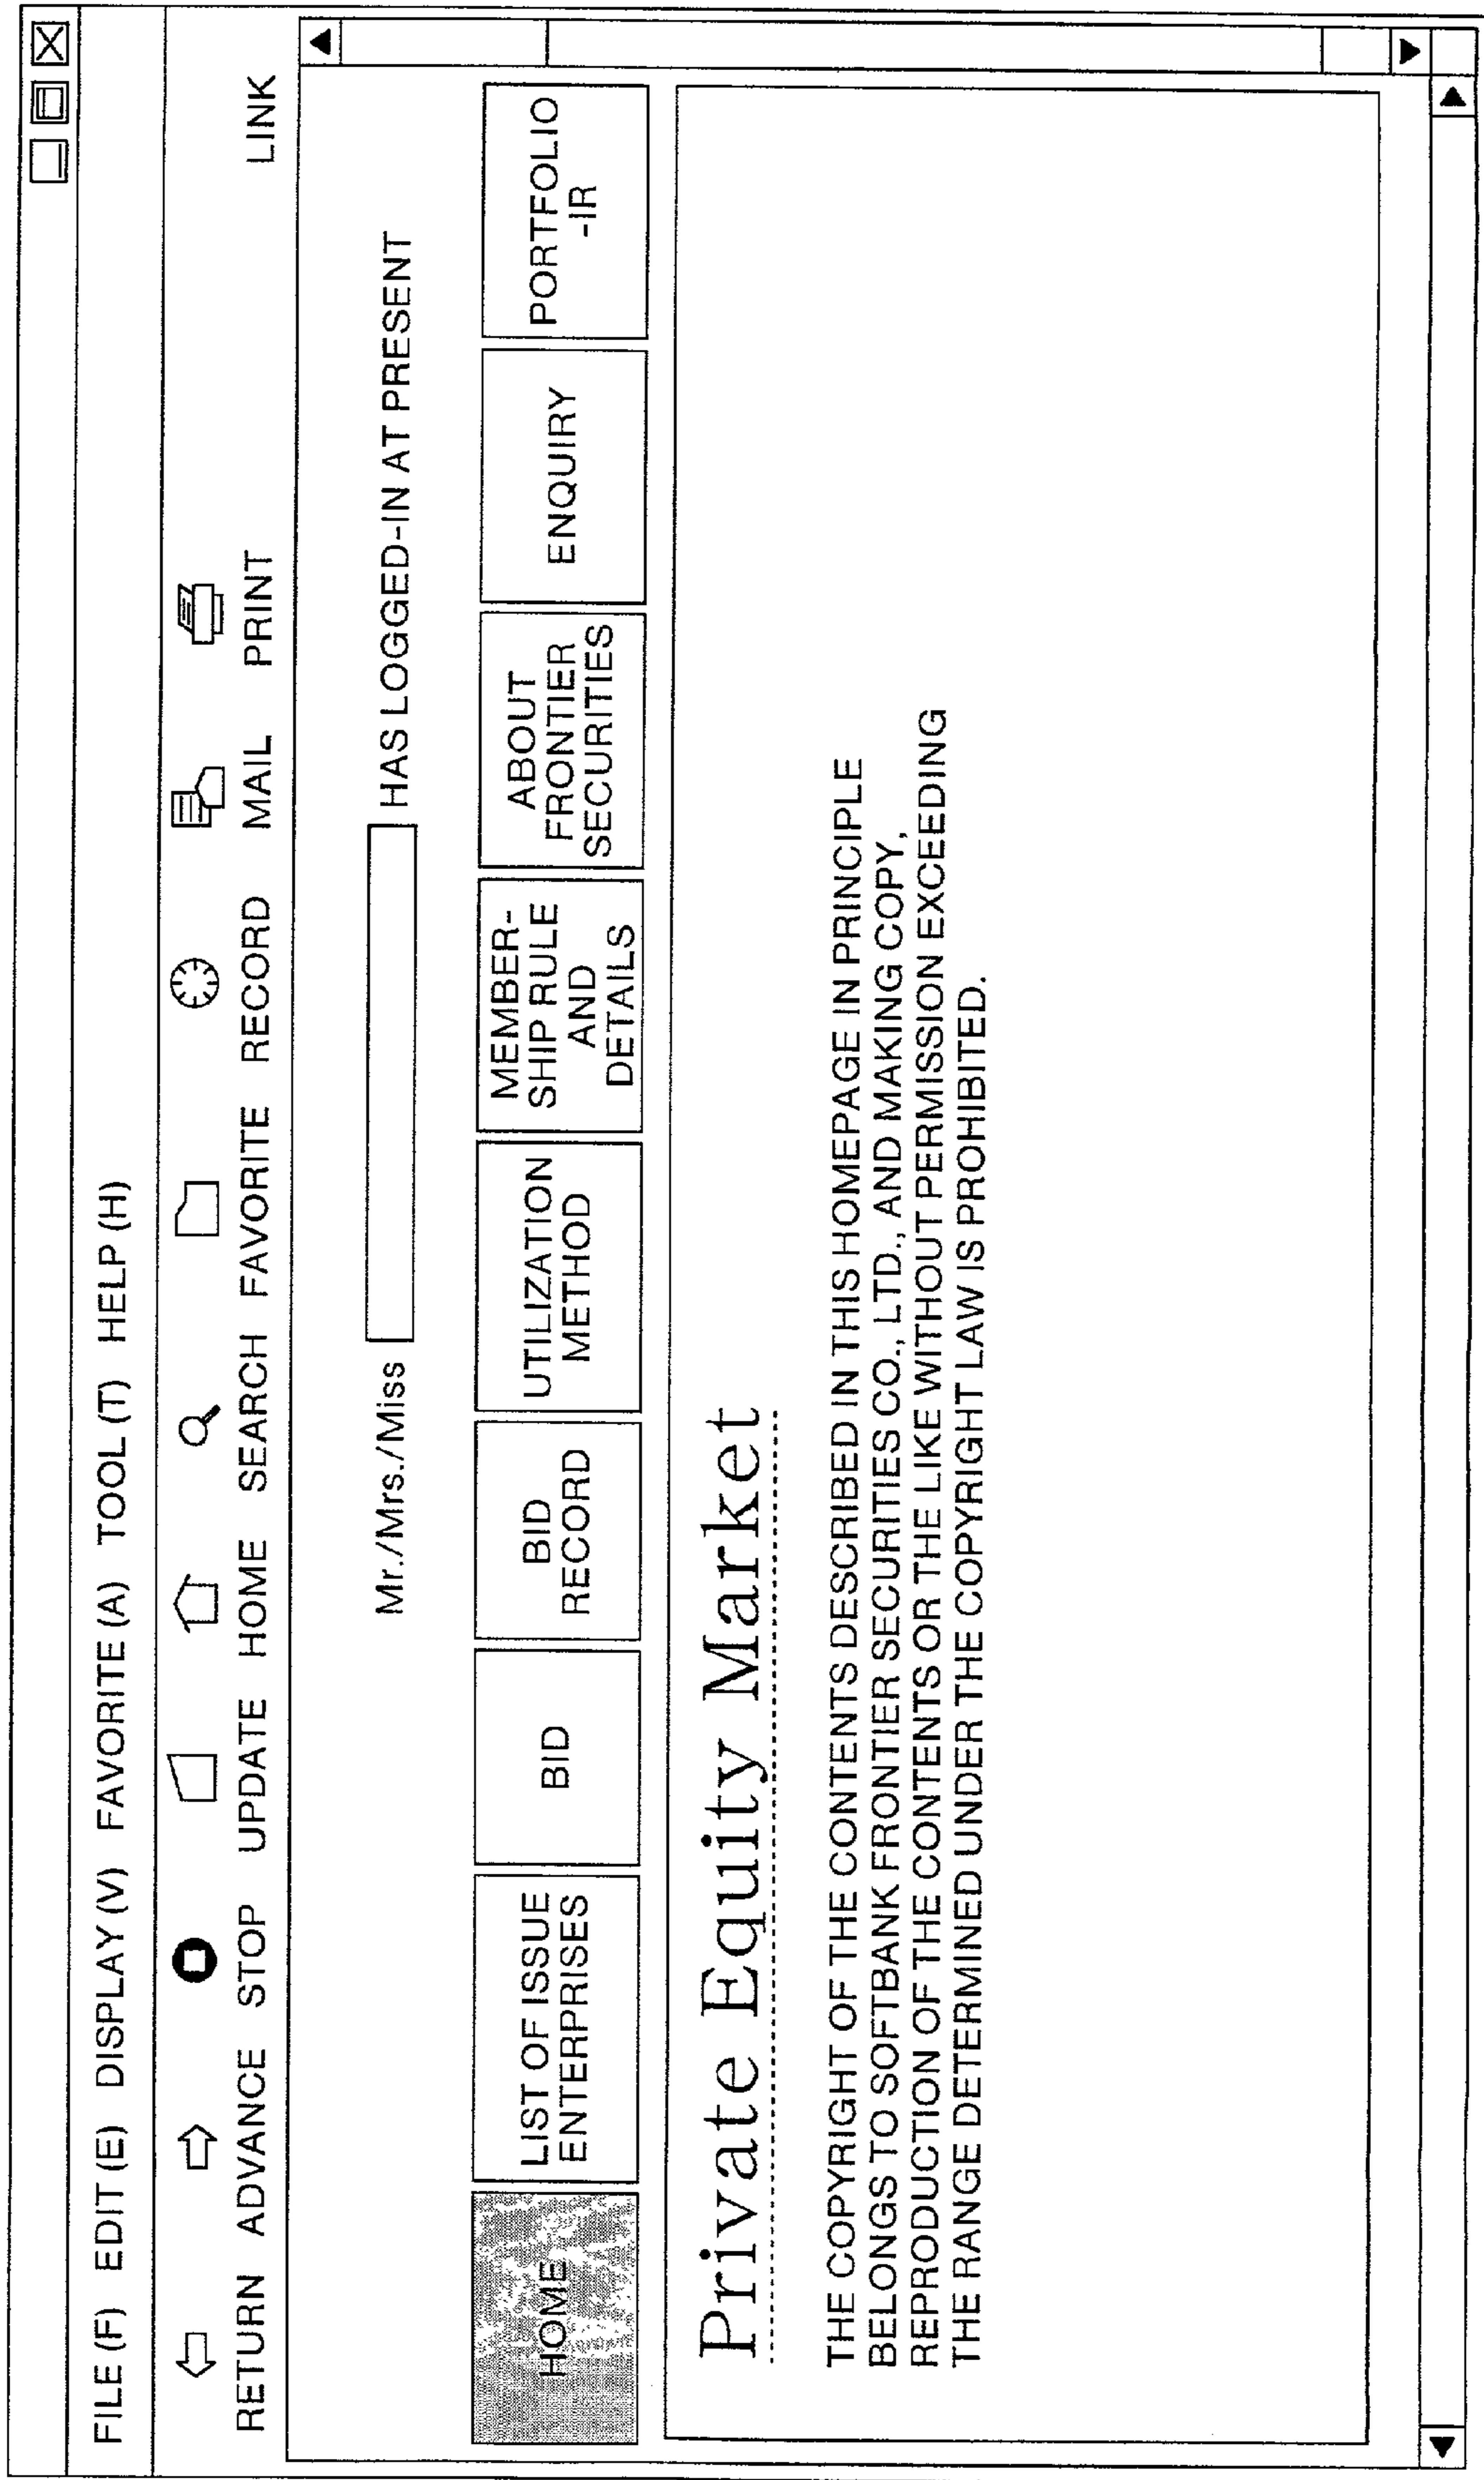 FILE (F) EDIT (E) DISPLAY (V) FAVORITE (A) TOOL (T) HELP (H)
RETURN ADVANCE STOP UPDATE HOME SEARCH FAVORITE RECORD MAIL PRINT LINK
Mr./Mrs./Miss HAS LOGGED-IN AT PRESENT
HOME
LIST OF ISSUE
ENTERPRISES
BID
BID
RECORD
UTILIZATION
METHOD
MEMBER-
SHIP RULE
AND
DETAILS
ABOUT
FRONTIER
SECURITIES
ENQUIRY
PORTFOLIO
-IR
Private Equity Market
THE COPYRIGHT OF THE CONTENTS DESCRIBED IN THIS HOMEPAGE IN PRINCIPLE
BELONGS TO SOFTBANK FRONTIER SECURITIES CO., LTD., AND MAKING COPY,
REPRODUCTION OF THE CONTENTS OR THE LIKE WITHOUT PERMISSION EXCEEDING
THE RANGE DETERMINED UNDER THE COPYRIGHT LAW IS PROHIBITED.